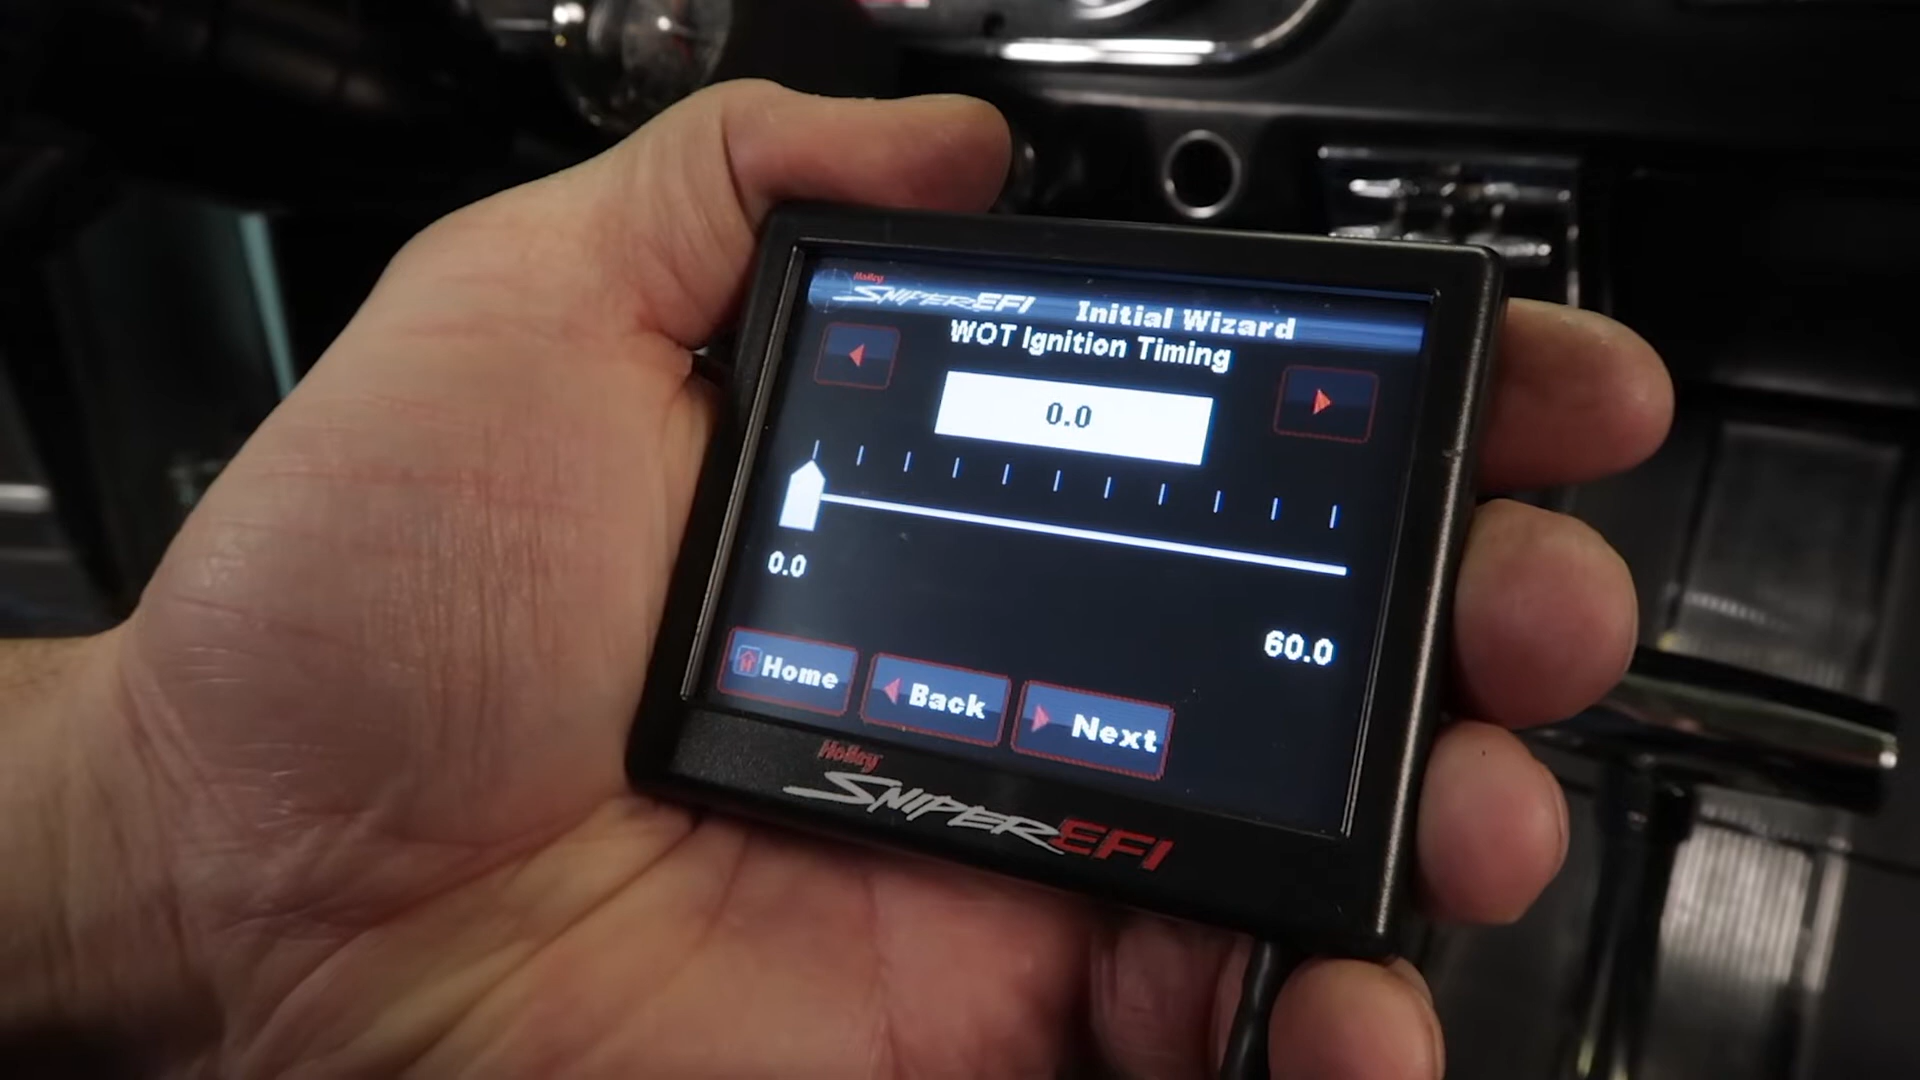 Holley
SNIPER EFI
Initial Wizard
WOT Ignition Timing
0.0
0.0
60.0
Home
Back
Next
Holley
SNIPER EFI